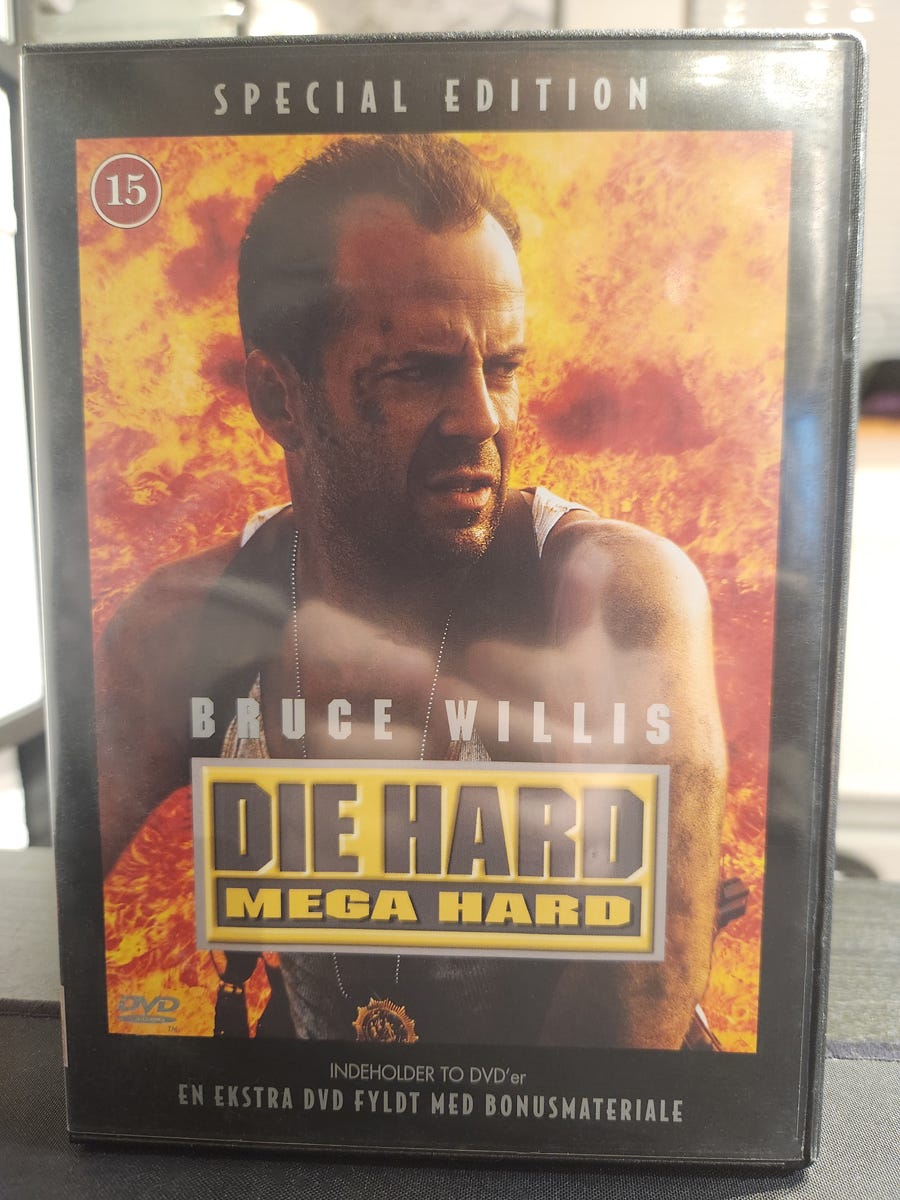 SPECIAL EDITION
15
BRUCE WILLIS
DIE HARD
MEGA HARD
DVD
TM
INDEHOLDER TO DVD'er
EN EKSTRA DVD FYLDT MED BONUSMATERIALE